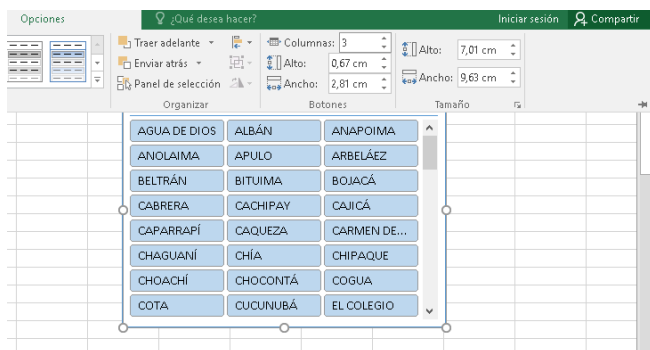 Opciones ¿Qué desea hacer? Iniciar sesión Compartir
Traer adelante Columnas: 3 Alto: 7,01 cm
Enviar atrás Alto: 0,67 cm Ancho: 9,63 cm
Panel de selección Ancho: 2,81 cm
Organizar Botones Tamaño
AGUA DE DIOS ALBÁN ANAPOIMA
ANOLAIMA APULO ARBELÁEZ
BELTRÁN BITUIMA BOJACÁ
CABRERA CACHIPAY CAJICÁ
CAPARRAPÍ CAQUEZA CARMEN DE...
CHAGUANÍ CHÍA CHIPAQUE
CHOACHÍ CHOCONTÁ COGUA
COTA CUCUNUBÁ EL COLEGIO